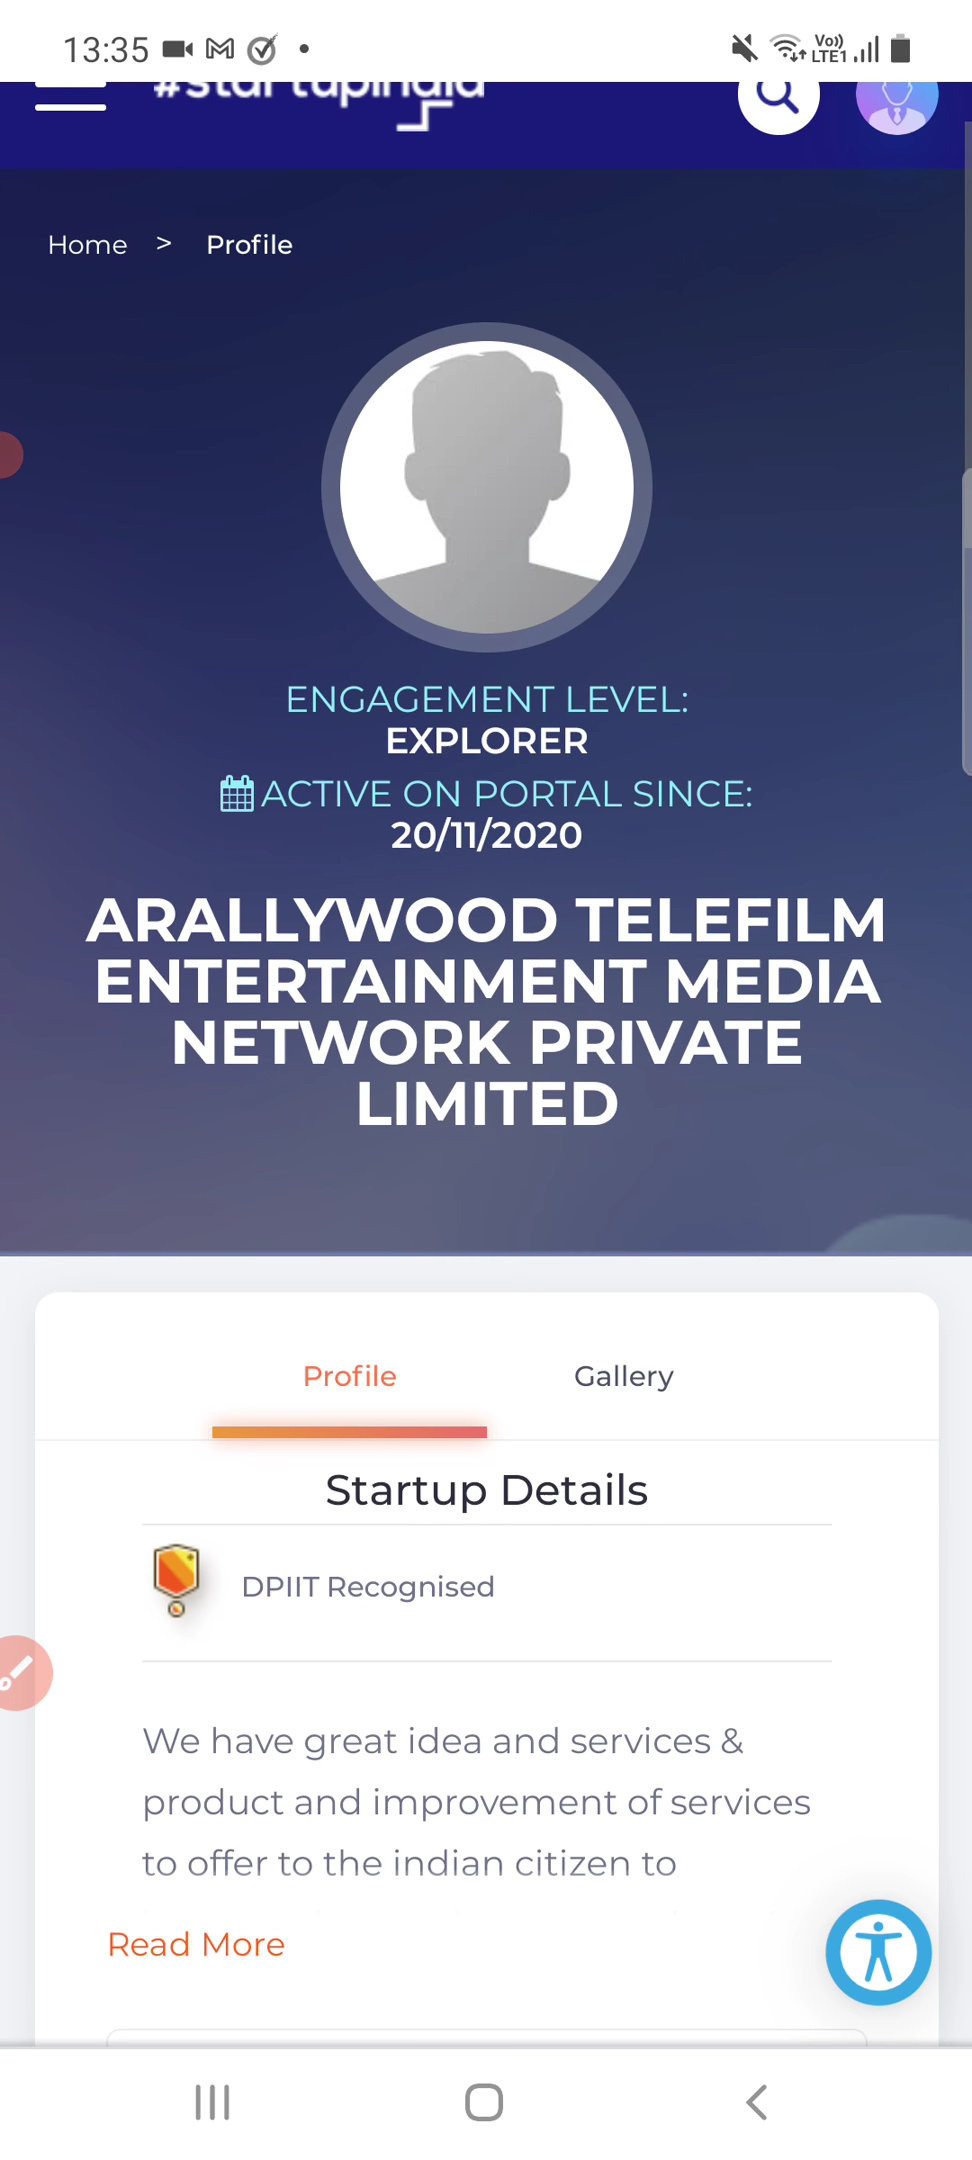 13:35
Vo))
LTE1
#startupindia
Home > Profile
ENGAGEMENT LEVEL:
EXPLORER
ACTIVE ON PORTAL SINCE:
20/11/2020
ARALLYWOOD TELEFILM
ENTERTAINMENT MEDIA
NETWORK PRIVATE
LIMITED
Profile
Gallery
Startup Details
DPIIT Recognised
We have great idea and services &
product and improvement of services
to offer to the indian citizen to
Read More